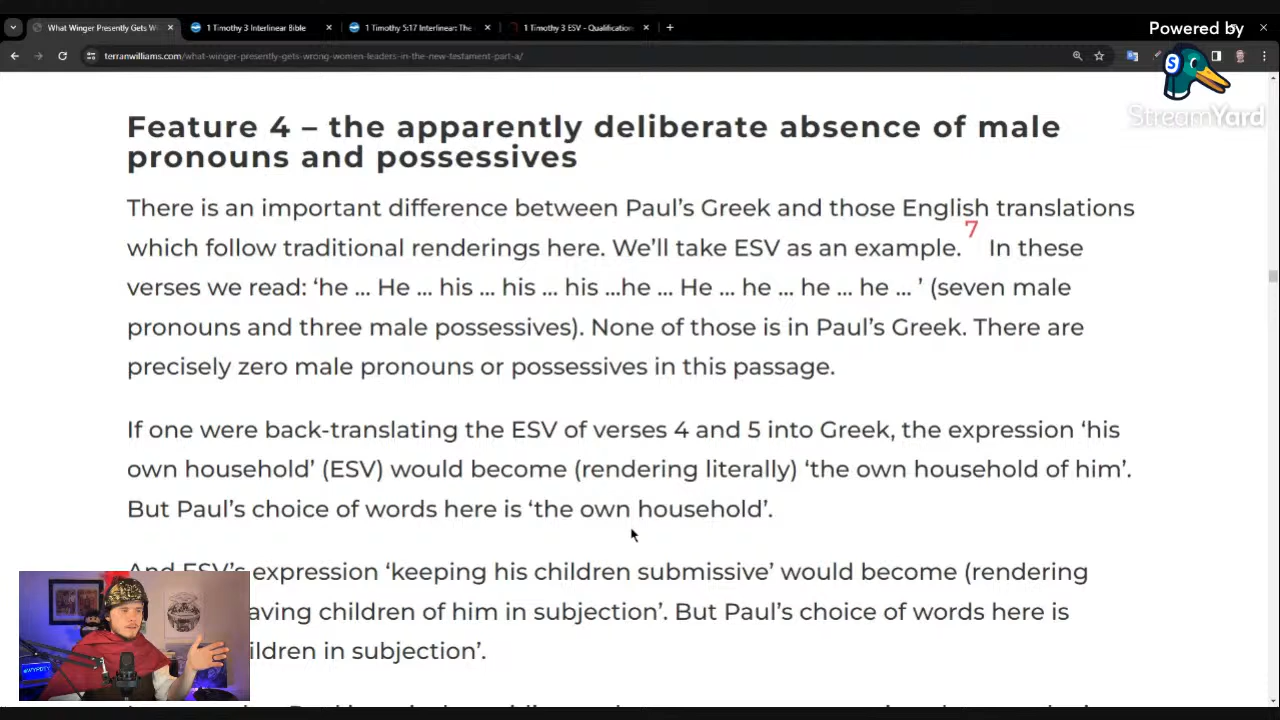 What Winger Presently Gets W
1 Timothy 3 Interlinear Bible
1 Timothy 5:17 Interlinear: The
1 Timothy 3 ESV - Qualification
Powered by
terranwilliams.com/what-winger-presently-gets-wrong-women-leaders-in-the-new-testament-part-a/
S
StreamYard
Feature 4 – the apparently deliberate absence of male
pronouns and possessives
There is an important difference between Paul’s Greek and those English translations
which follow traditional renderings here. We’ll take ESV as an example.7 In these
verses we read: ‘he … He … his … his … his …he … He … he … he … he … ’ (seven male
pronouns and three male possessives). None of those is in Paul’s Greek. There are
precisely zero male pronouns or possessives in this passage.
If one were back-translating the ESV of verses 4 and 5 into Greek, the expression ‘his
own household’ (ESV) would become (rendering literally) ‘the own household of him’.
But Paul’s choice of words here is ‘the own household’.
And ESV’s expression ‘keeping his children submissive’ would become (rendering
aving children of him in subjection’. But Paul’s choice of words here is
ildren in subjection’.
#WYPDTY